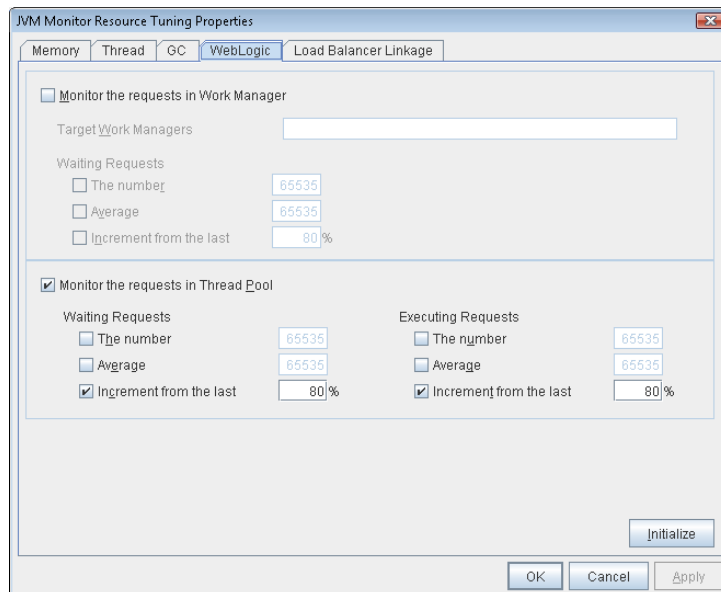 JVM Monitor Resource Tuning Properties
Memory Thread GC WebLogic Load Balancer Linkage
Monitor the requests in Work Manager
Target Work Managers
Waiting Requests
The number 65535
Average 65535
Increment from the last 80 %
Monitor the requests in Thread Pool
Waiting Requests Executing Requests
The number 65535 The number 65535
Average 65535 Average 65535
Increment from the last 80 % Increment from the last 80 %
Initialize
OK Cancel Apply